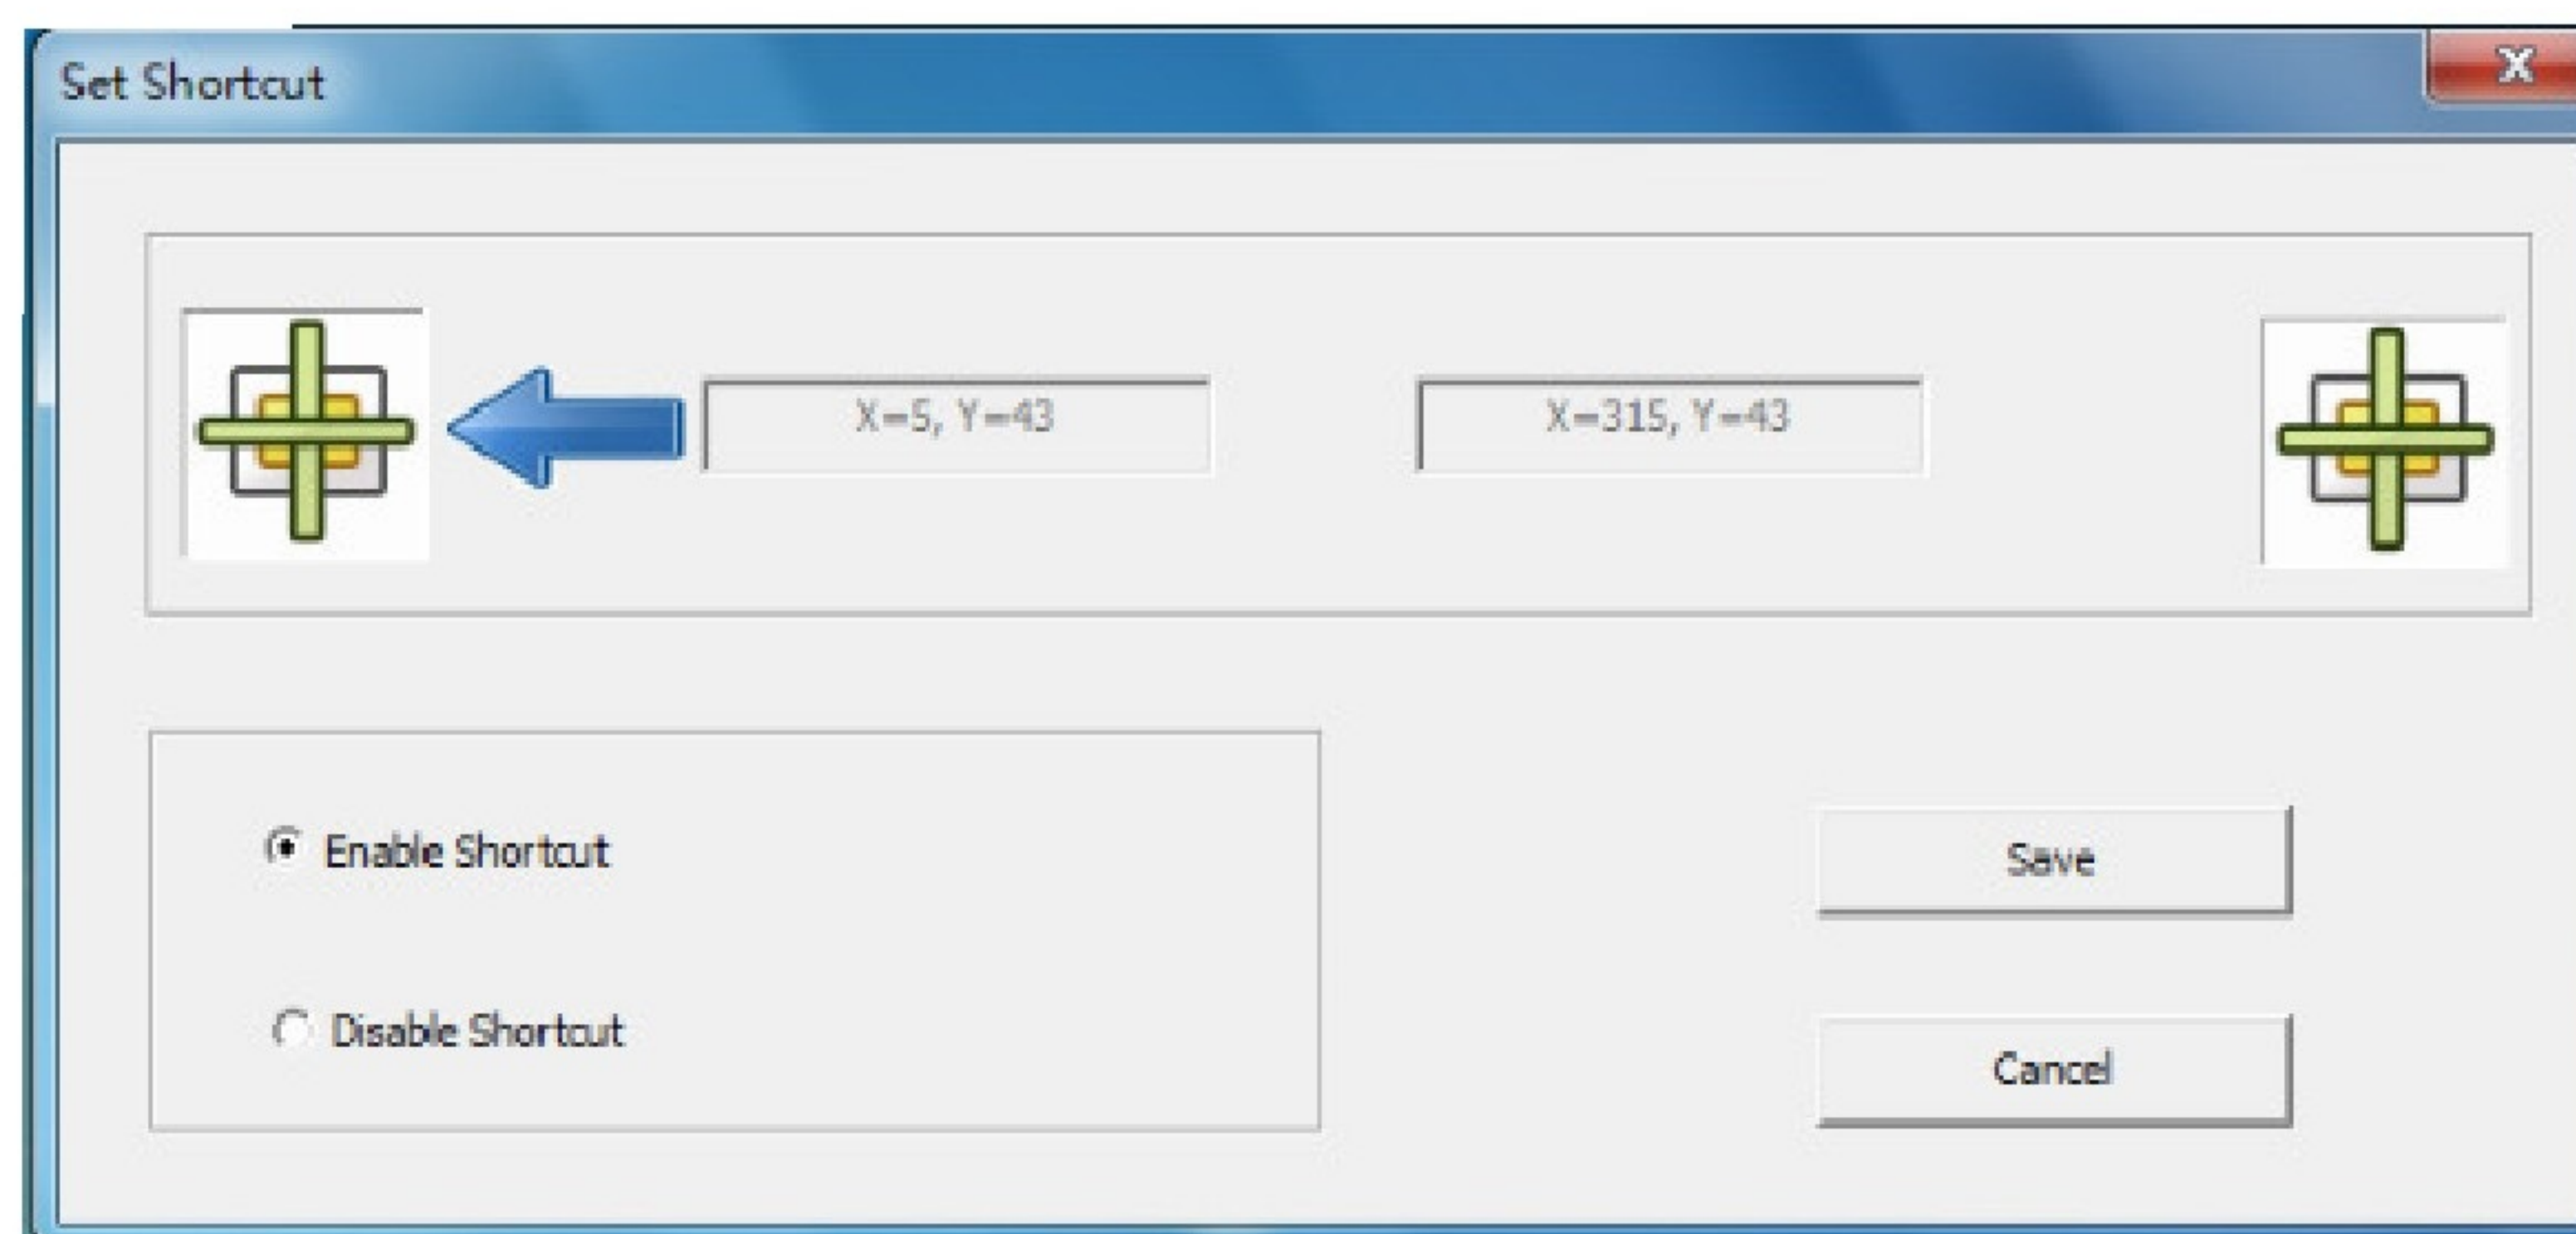 Set Shortcut
X=5, Y=43
X=315, Y=43
Enable Shortcut
Save
Disable Shortcut
Cancel